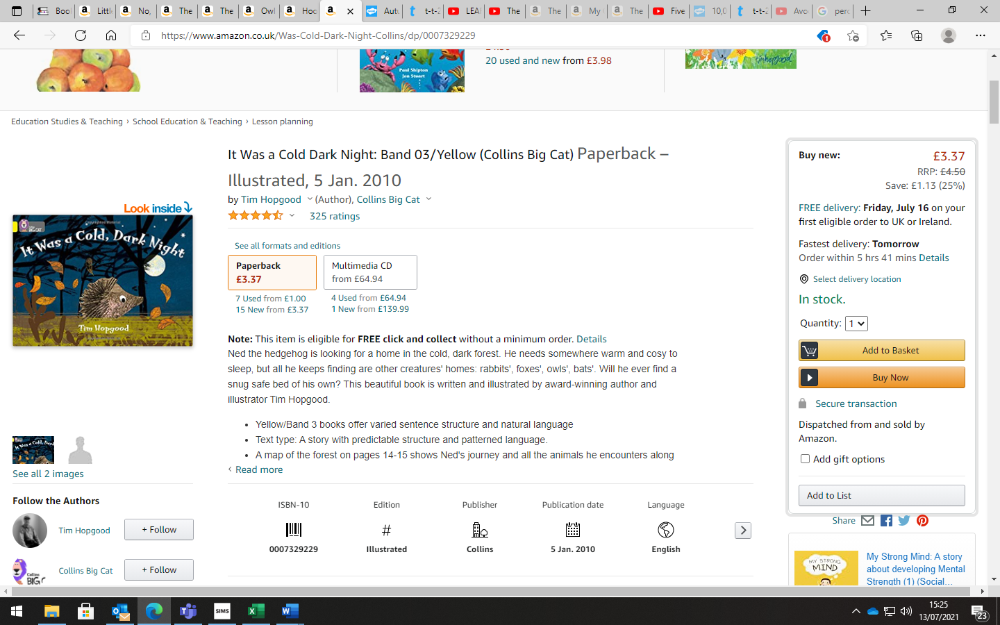 Boo
Little
No,
The
The
Owl
Hoo
Autu
t-t-2
LEA
The
The
My
The
Five
10,0
t-t-2
Avo
perc
https://www.amazon.co.uk/Was-Cold-Dark-Night-Collins/dp/0007329229
1
Paul Shipton
Jon Stuart
20 used and new from £3.98
timhopgood
Education Studies & Teaching › School Education & Teaching › Lesson planning
Look inside
BIG CAT
Copyrighted Material
It Was a Cold, Dark Night
Tim Hopgood
See all 2 images
Follow the Authors
Tim Hopgood
+ Follow
Collins Big Cat
+ Follow
It Was a Cold Dark Night: Band 03/Yellow (Collins Big Cat) Paperback –
Illustrated, 5 Jan. 2010
by Tim Hopgood (Author), Collins Big Cat
325 ratings
See all formats and editions
Paperback
£3.37
Multimedia CD
from £64.94
7 Used from £1.00
15 New from £3.37
4 Used from £64.94
1 New from £139.99
Note: This item is eligible for FREE click and collect without a minimum order. Details
Ned the hedgehog is looking for a home in the cold, dark forest. He needs somewhere warm and cosy to
sleep, but all he keeps finding are other creatures' homes: rabbits', foxes', owls', bats'. Will he ever find a
snug safe bed of his own? This beautiful book is written and illustrated by award-winning author and
illustrator Tim Hopgood.
• Yellow/Band 3 books offer varied sentence structure and natural language
• Text type: A story with predictable structure and patterned language.
• A map of the forest on pages 14-15 shows Ned's journey and all the animals he encounters along
Read more
ISBN-10
0007329229
Edition
#
Illustrated
Publisher
Collins
Publication date
5 Jan. 2010
Language
English
Buy new:
£3.37
RRP: £4.50
Save: £1.13 (25%)
FREE delivery: Friday, July 16 on your
first eligible order to UK or Ireland.
Fastest delivery: Tomorrow
Order within 5 hrs 41 mins Details
Select delivery location
In stock.
Quantity: 1
Add to Basket
Buy Now
Secure transaction
Dispatched from and sold by
Amazon.
Add gift options
Add to List
Share
MY STRONG
MIND
My Strong Mind: A story
about developing Mental
Strength (1) (Social...
SIMS
15:25
13/07/2021
23